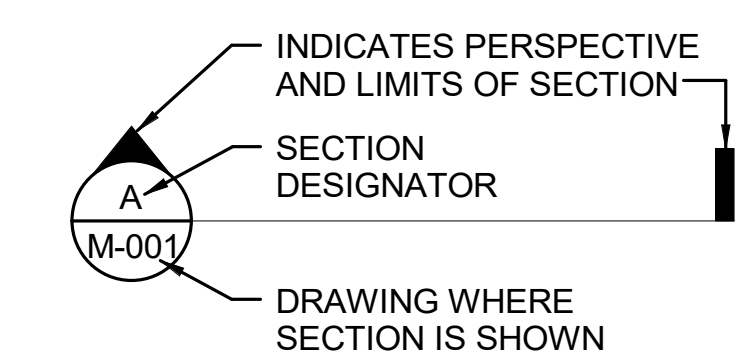 INDICATES PERSPECTIVE
AND LIMITS OF SECTION
SECTION
DESIGNATOR
A
M-001
DRAWING WHERE
SECTION IS SHOWN